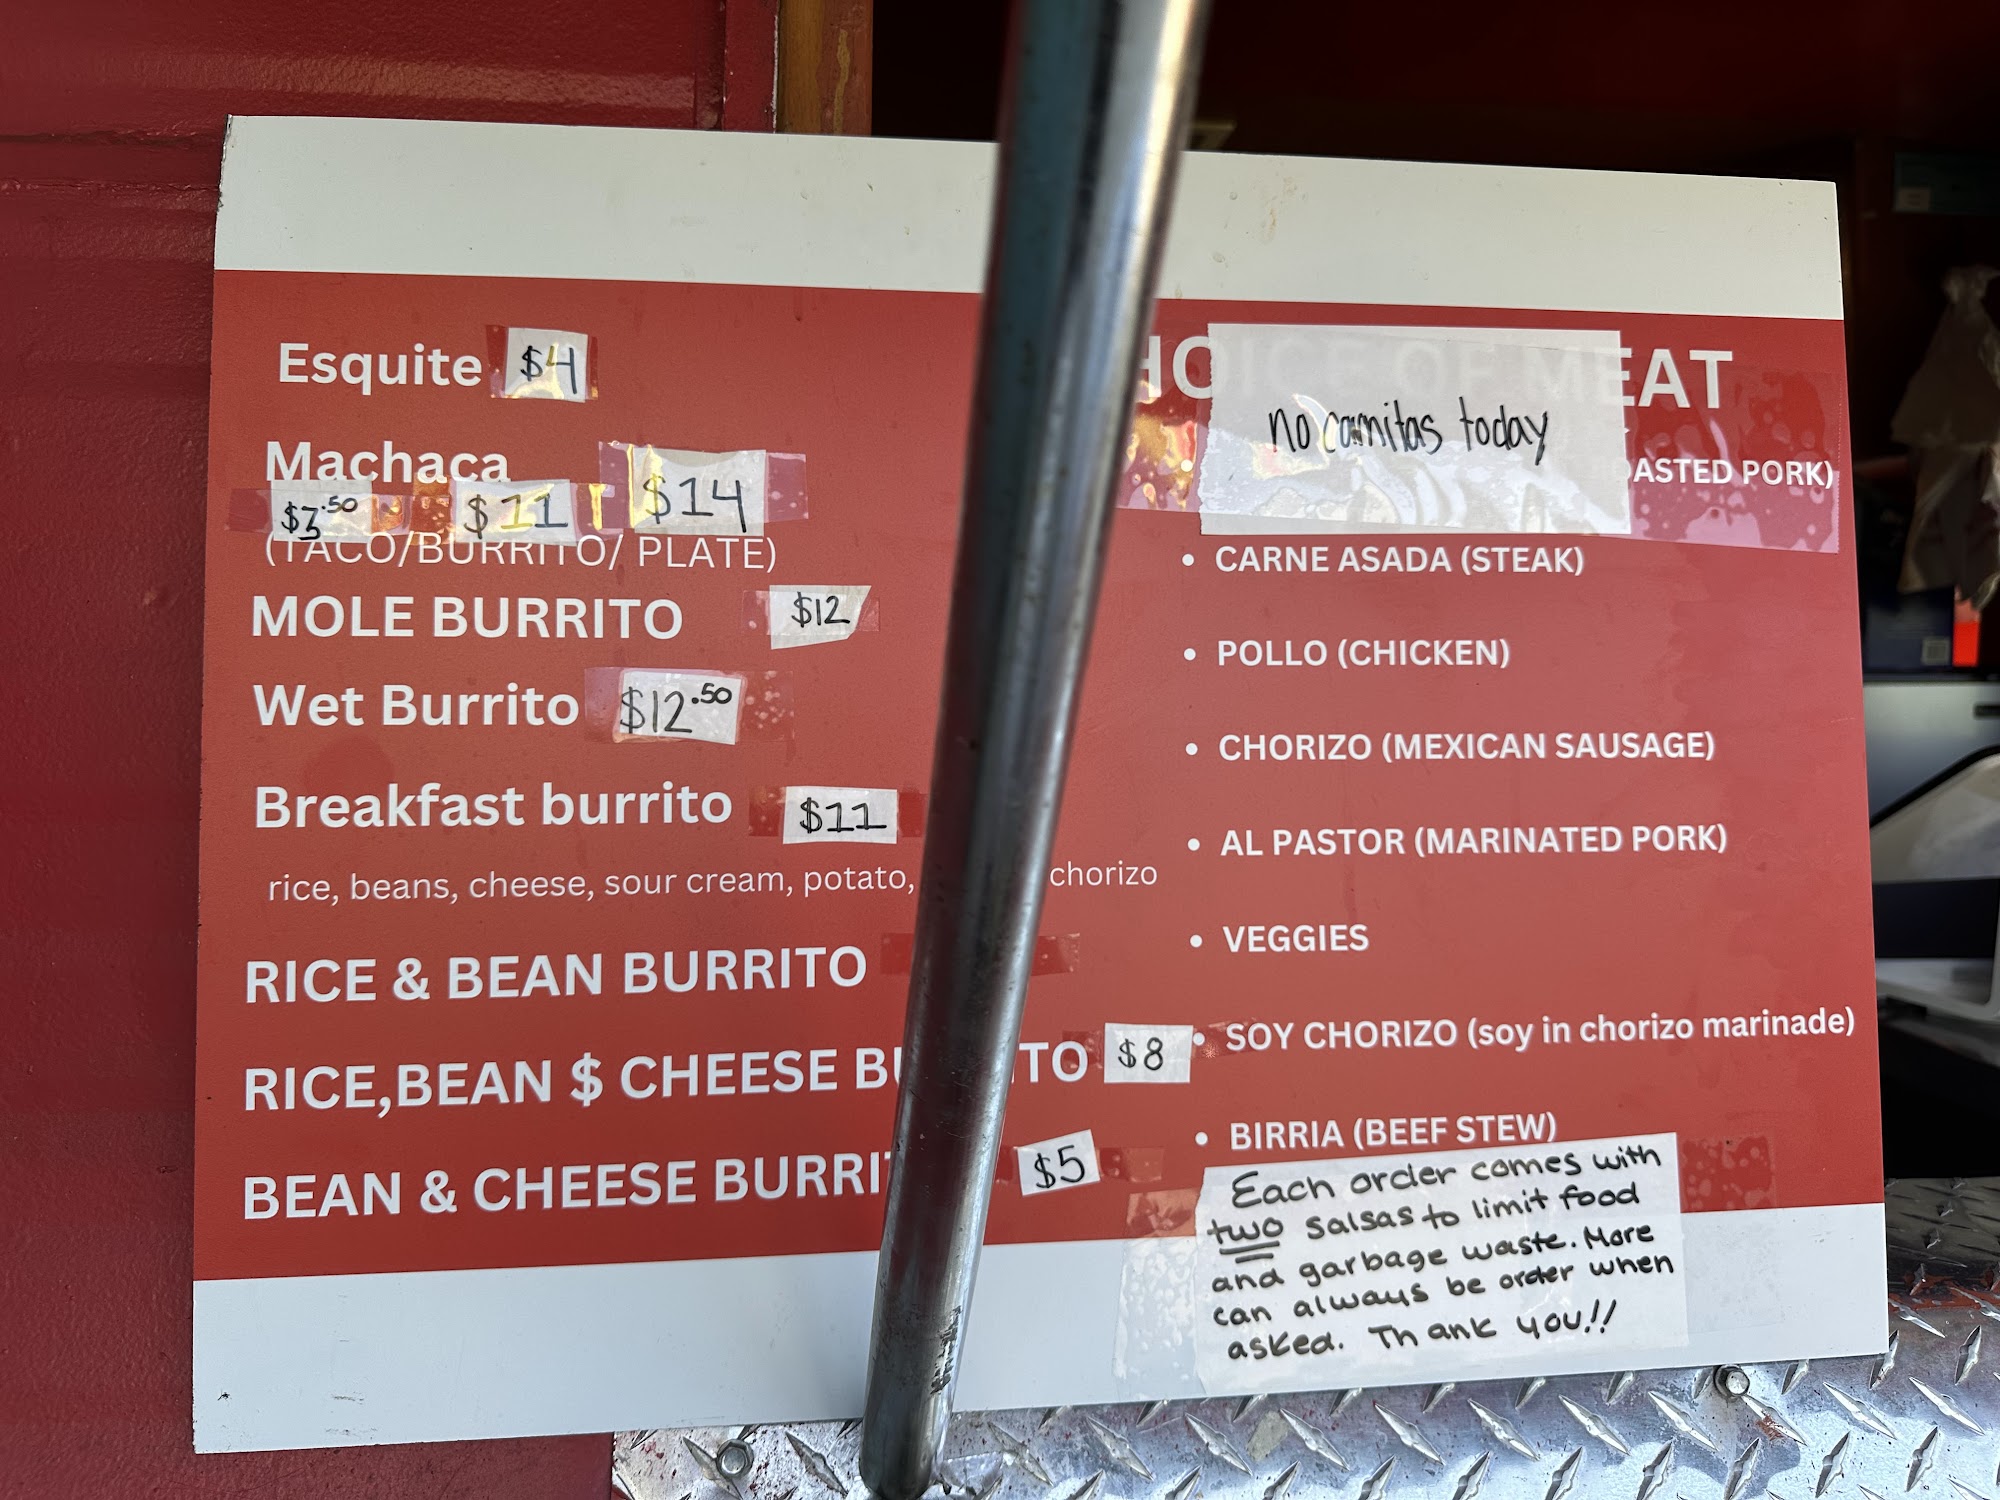 Esquite $4
Machaca
$3.50 $11 $14
(TACO/BURRITO/ PLATE)
MOLE BURRITO $12
Wet Burrito $12.50
Breakfast burrito $11
rice, beans, cheese, sour cream, potato, chorizo
RICE & BEAN BURRITO
RICE,BEAN $ CHEESE BU TO $8
BEAN & CHEESE BURRI $5
HOICE OF MEAT
no carnitas today
OASTED PORK)
• CARNE ASADA (STEAK)
• POLLO (CHICKEN)
• CHORIZO (MEXICAN SAUSAGE)
• AL PASTOR (MARINATED PORK)
• VEGGIES
• SOY CHORIZO (soy in chorizo marinade)
• BIRRIA (BEEF STEW)
Each order comes with
two salsas to limit food
and garbage waste. More
can always be order when
asked. Thank you!!